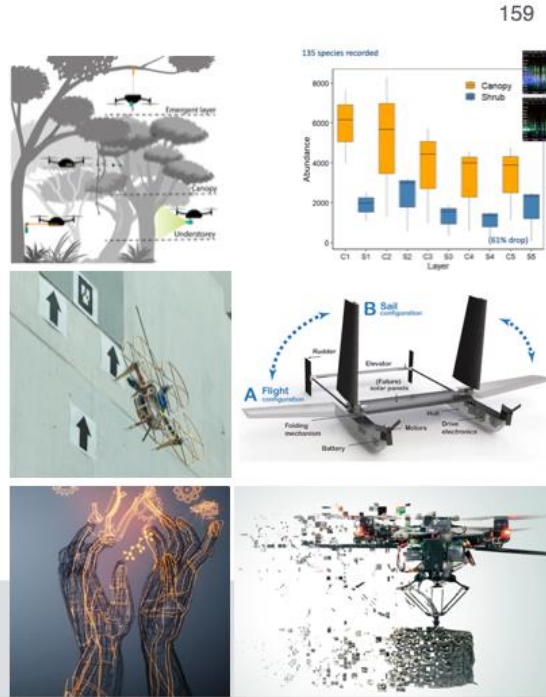 159
Emergent layer
Canopy
Understorey
135 species recorded
8000
6000
4000
2000
0
Abundance
Canopy
Shrub
(61% drop)
C1 S1 C2 S2 C3 S3 C4 S4 C5 S5
Layer
B Sail
configuration
Rudder
Elevator
(Future)
solar panels
A Flight
configuration
Folding
mechanism
Battery
Motors
Hull
Drive
electronics